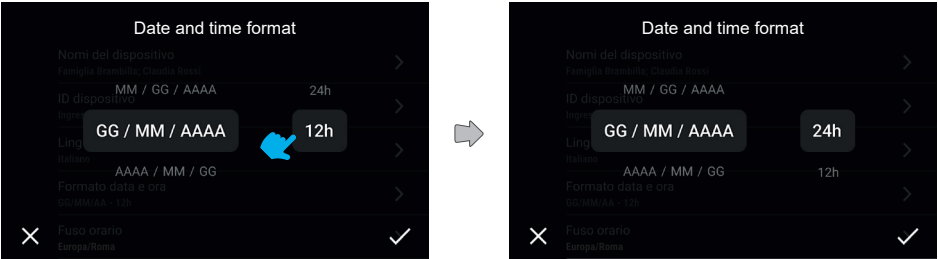 Date and time format
Nomi del dispositivo
Famiglia Brambilla; Claudia Rossi
MM / GG / AAAA
24h
ID dispositivo
GG / MM / AAAA
12h
Italiano
AAAA / MM / GG
Formato data e ora
GG/MM/AA - 12h
Fuso orario
Europa/Roma
Date and time format
Nomi del dispositivo
Famiglia Brambilla; Claudia Rossi
MM / GG / AAAA
ID dispositivo
GG / MM / AAAA
24h
Italiano
AAAA / MM / GG
12h
Formato data e ora
GG/MM/AA - 12h
Fuso orario
Europa/Roma